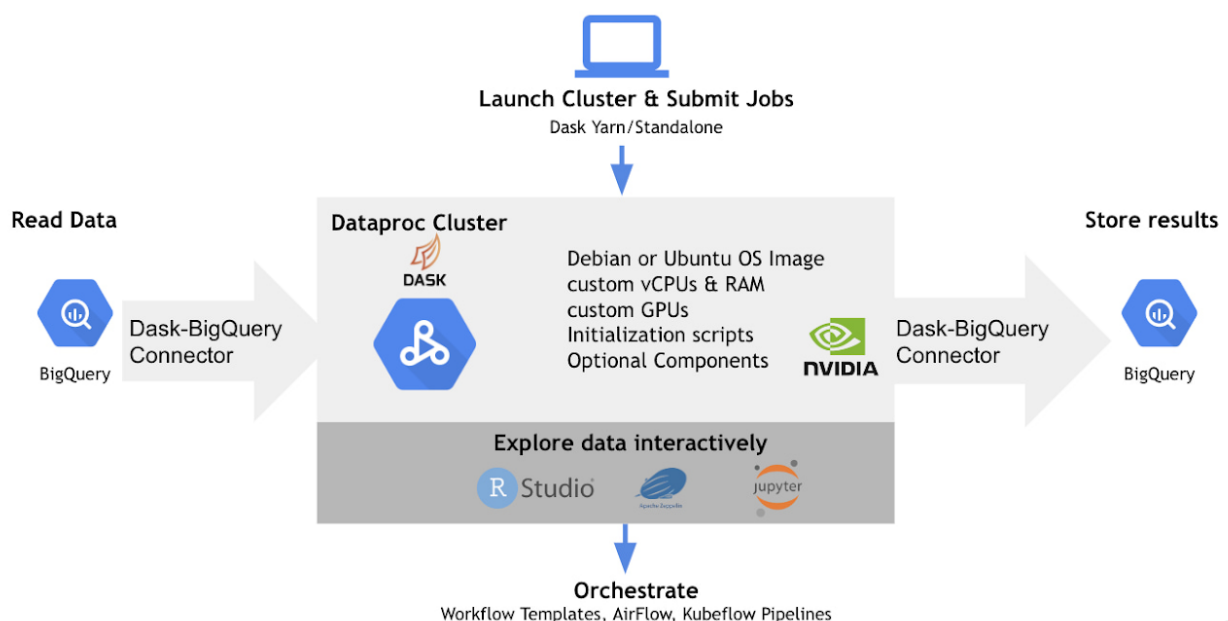 Launch Cluster & Submit Jobs
Dask Yarn/Standalone
Read Data
BigQuery
Dask-BigQuery
Connector
Dataproc Cluster
DASK
Debian or Ubuntu OS Image
custom vCPUs & RAM
custom GPUs
Initialization scripts
Optional Components
NVIDIA
Dask-BigQuery
Connector
Store results
BigQuery
Explore data interactively
R Studio
Apache Zeppelin
jupyter
Orchestrate
Workflow Templates, AirFlow, Kubeflow Pipelines